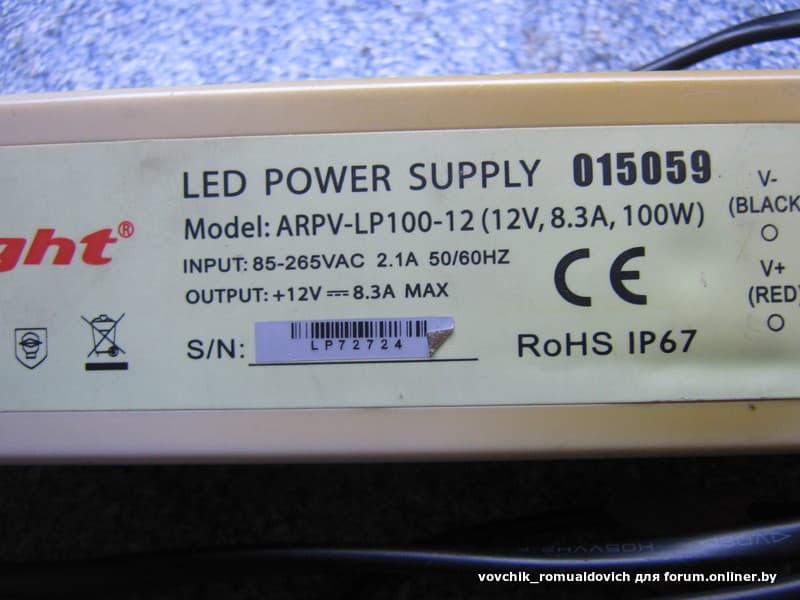 LED POWER SUPPLY 015059
Model: ARPV-LP100-12 (12V, 8.3A, 100W)
INPUT: 85-265VAC 2.1A 50/60HZ
OUTPUT: +12V⎓8.3A MAX
S/N: LP72724
ght®
CE
RoHS IP67
V-
(BLACK
V+
(RED)
vovchik_romualdovich для forum.onliner.by